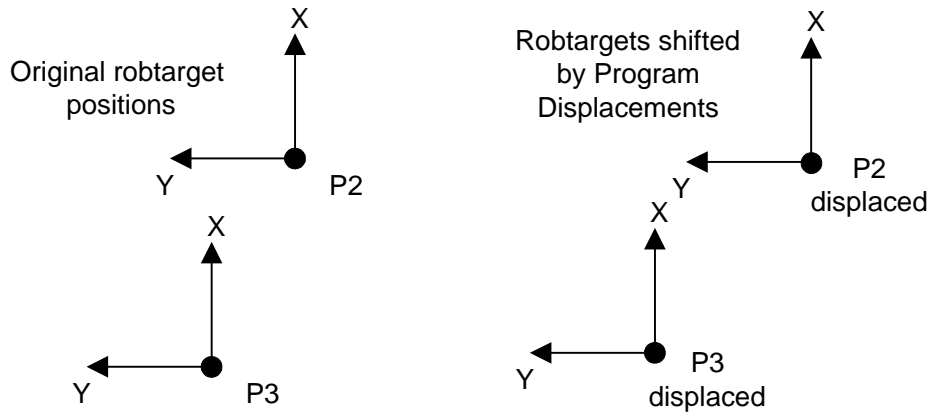 Original robtarget
positions
X
Y
P2
X
Y
P3
Robtargets shifted
by Program
Displacements
X
Y
P2
displaced
X
Y
P3
displaced